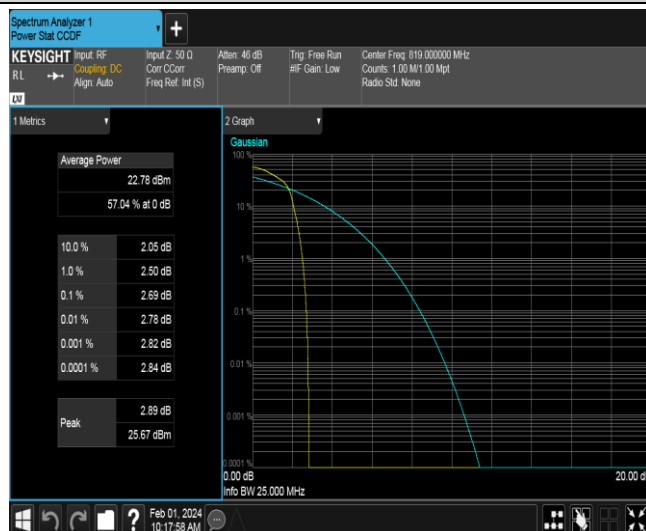 Spectrum Analyzer 1
Power Stat CCDF
+
KEYSIGHT
RL
LXI
Input: RF
Coupling: DC
Align: Auto
Input Z: 50 Ω
Corr CCorr
Freq Ref: Int (S)
Atten: 46 dB
Preamp: Off
Trig: Free Run
#IF Gain: Low
Center Freq: 819.000000 MHz
Counts: 1.00 M/1.00 Mpt
Radio Std: None
1 Metrics
Average Power
22.78 dBm
57.04 % at 0 dB
10.0 % 2.05 dB
1.0 % 2.50 dB
0.1 % 2.69 dB
0.01 % 2.78 dB
0.001 % 2.82 dB
0.0001 % 2.84 dB
Peak
2.89 dB
25.67 dBm
2 Graph
Gaussian
100 %
10 %
1 %
0.1 %
0.01 %
0.001 %
0.0001 %
0.00 dB
20.00 d
Info BW 25.000 MHz
?
Feb 01, 2024
10:17:58 AM